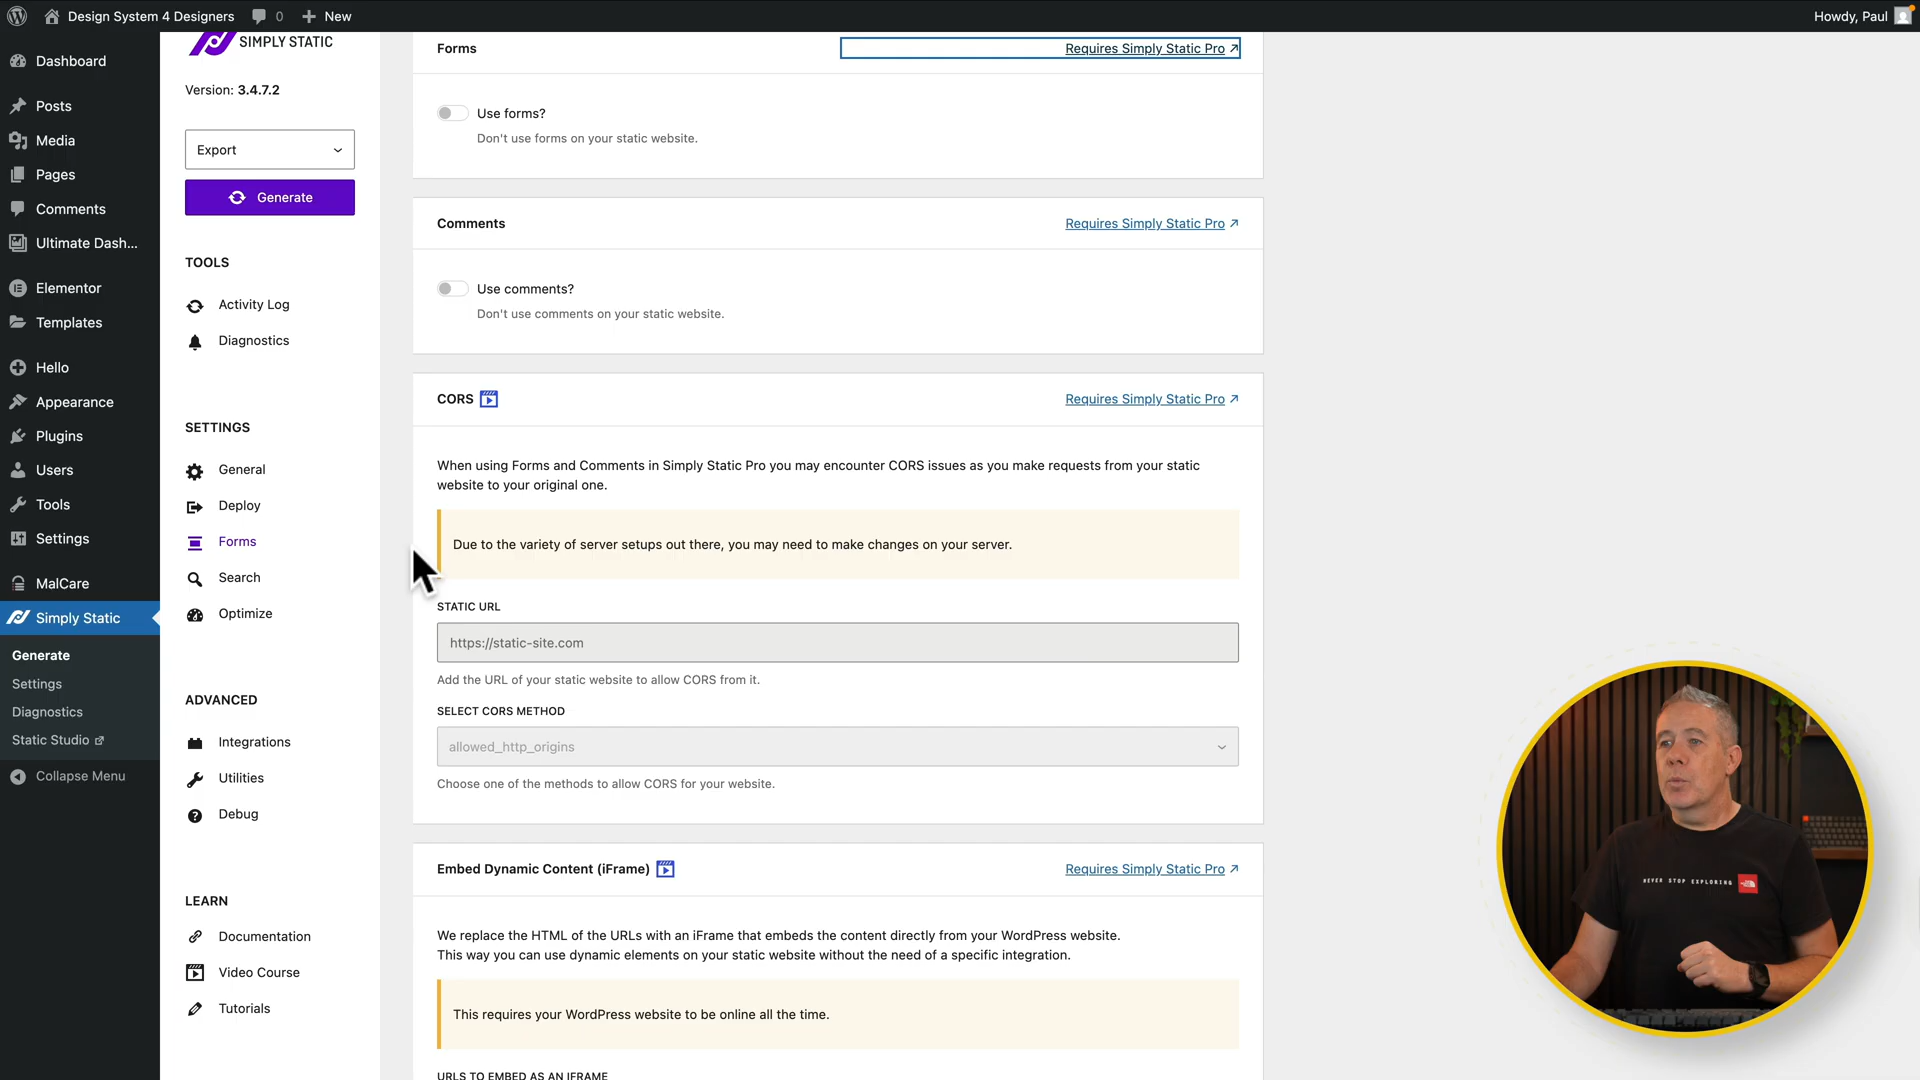 Design System 4 Designers
0
New
Howdy, Paul
Dashboard
Posts
Media
Pages
Comments
Ultimate Dash...
Elementor
Templates
Hello
Appearance
Plugins
Users
Tools
Settings
MalCare
Simply Static
Generate
Settings
Diagnostics
Static Studio
Collapse Menu
SIMPLY STATIC
Version: 3.4.7.2
Export
Generate
TOOLS
Activity Log
Diagnostics
SETTINGS
General
Deploy
Forms
Search
Optimize
ADVANCED
Integrations
Utilities
Debug
LEARN
Documentation
Video Course
Tutorials
Forms
Requires Simply Static Pro
Use forms?
Don't use forms on your static website.
Comments
Requires Simply Static Pro
Use comments?
Don't use comments on your static website.
CORS
Requires Simply Static Pro
When using Forms and Comments in Simply Static Pro you may encounter CORS issues as you make requests from your static
website to your original one.
Due to the variety of server setups out there, you may need to make changes on your server.
STATIC URL
https://static-site.com
Add the URL of your static website to allow CORS from it.
SELECT CORS METHOD
allowed_http_origins
Choose one of the methods to allow CORS for your website.
Embed Dynamic Content (iFrame)
Requires Simply Static Pro
We replace the HTML of the URLs with an iFrame that embeds the content directly from your WordPress website.
This way you can use dynamic elements on your static website without the need of a specific integration.
This requires your WordPress website to be online all the time.
URLS TO EMBED AS AN IFRAME
NEVER STOP EXPLORING